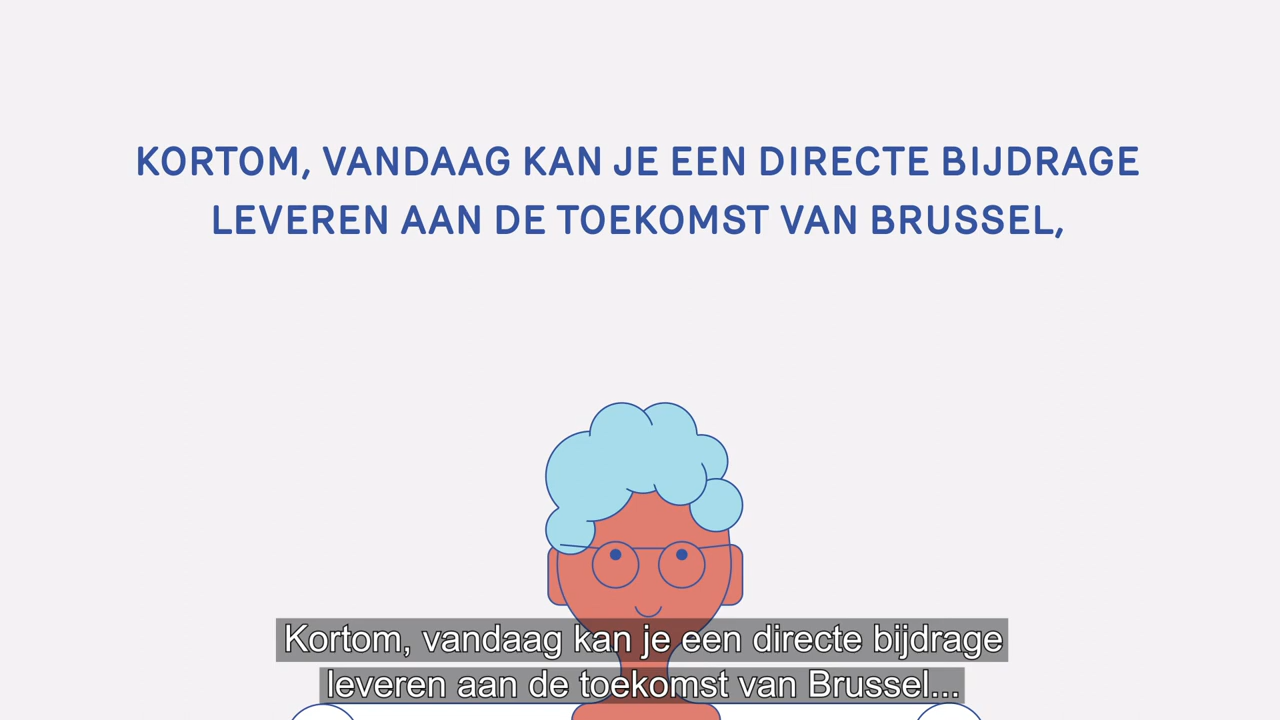 KORTOM, VANDAAG KAN JE EEN DIRECTE BIJDRAGE
LEVEREN AAN DE TOEKOMST VAN BRUSSEL,
Kortom, vandaag kan je een directe bijdrage
leveren aan de toekomst van Brussel...